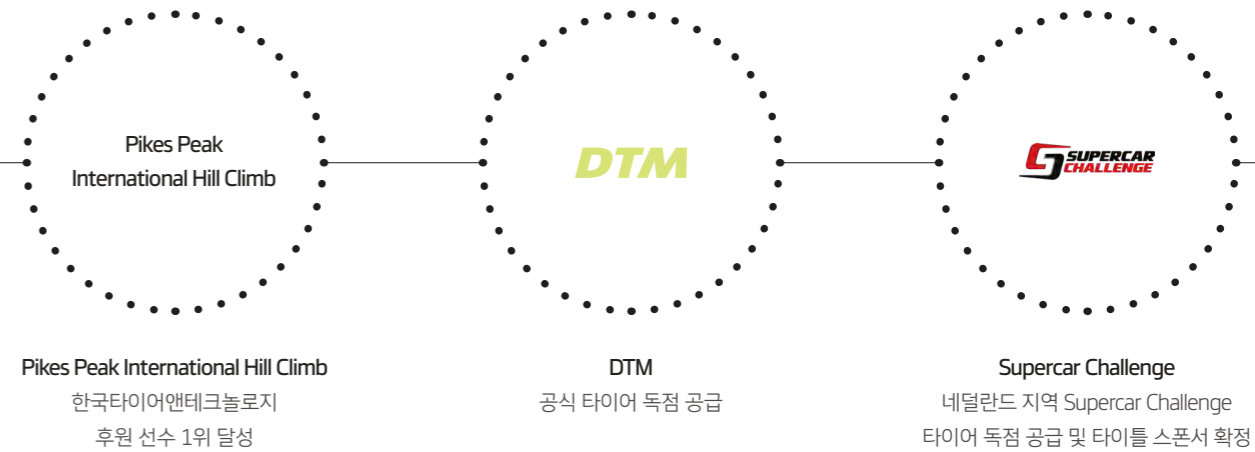 Pikes Peak
International Hill Climb
DTM
SUPERCAR
CHALLENGE
Pikes Peak International Hill Climb
한국타이어앤테크놀로지
후원 선수 1위 달성
DTM
공식 타이어 독점 공급
Supercar Challenge
네덜란드 지역 Supercar Challenge
타이어 독점 공급 및 타이틀 스폰서 확정